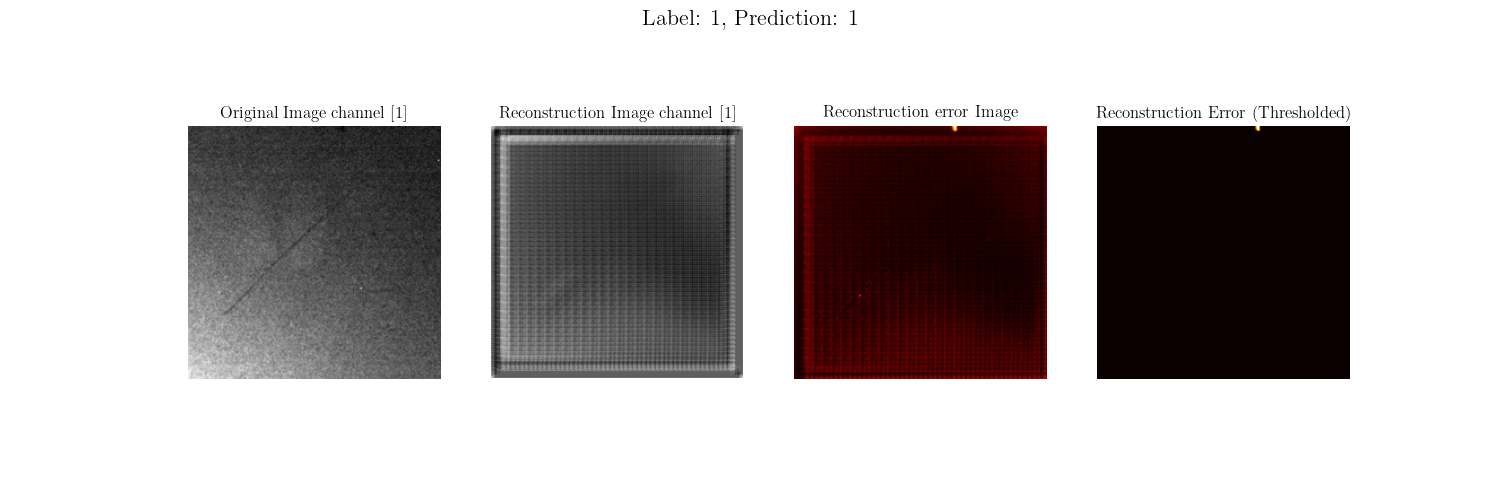 Label: 1, Prediction: 1
Original Image channel [1]
Reconstruction Image channel [1]
Reconstruction error Image
Reconstruction Error (Thresholded)